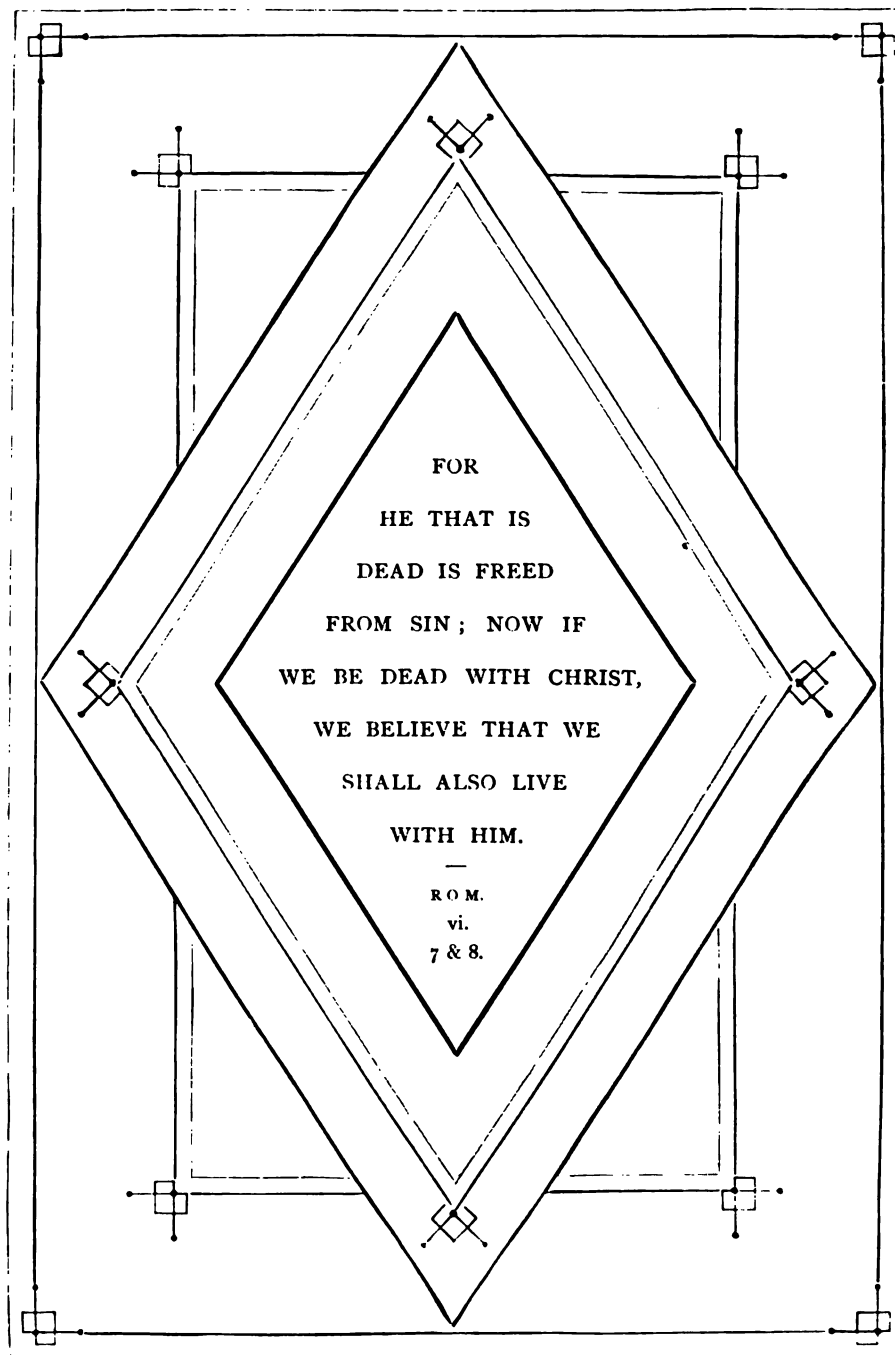 FOR
HE THAT IS
DEAD IS FREED
FROM SIN ; NOW IF
WE BE DEAD WITH CHRIST,
WE BELIEVE THAT WE
SHALL ALSO LIVE
WITH HIM.
—
ROM.
vi.
7 & 8.